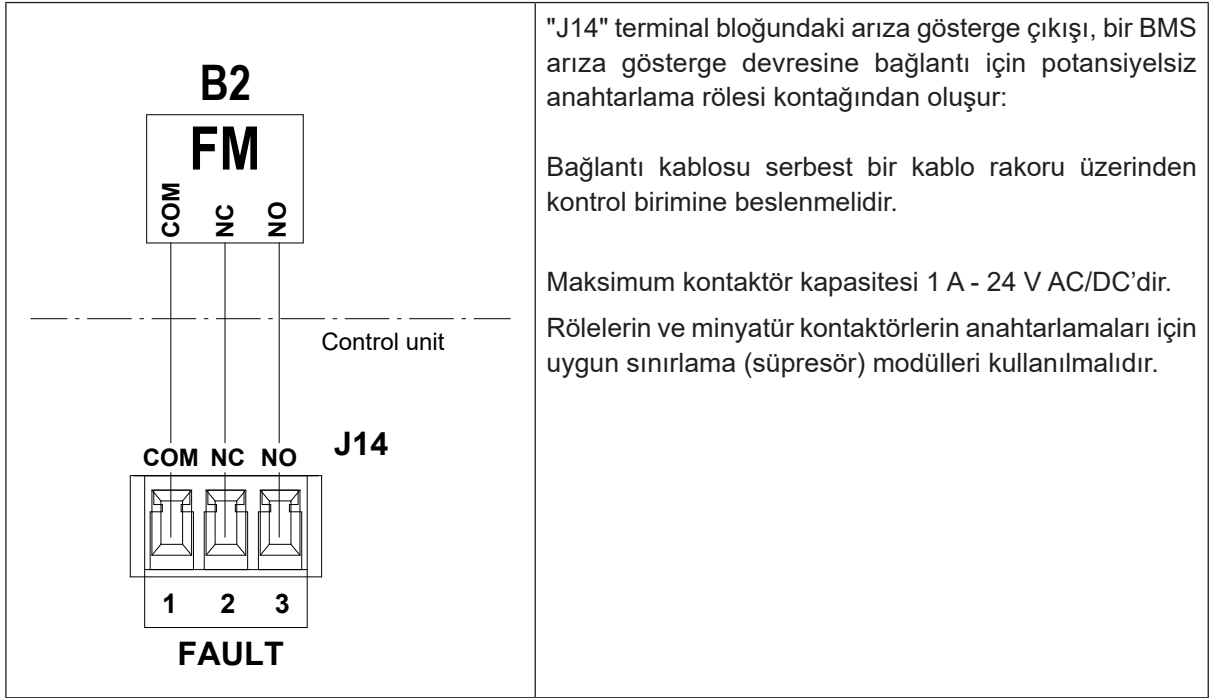 B2
FM
COM
NC
NO
Control unit
J14
COM NC NO
1 2 3
FAULT
"J14" terminal bloğundaki arıza gösterge çıkışı, bir BMS
arıza gösterge devresine bağlantı için potansiyelsiz
anahtarlama rölesi kontağından oluşur:
Bağlantı kablosu serbest bir kablo rakoru üzerinden
kontrol birimine beslenmelidir.
Maksimum kontaktör kapasitesi 1 A - 24 V AC/DC’dir.
Rölelerin ve minyatür kontaktörlerin anahtarlamaları için
uygun sınırlama (süpresör) modülleri kullanılmalıdır.